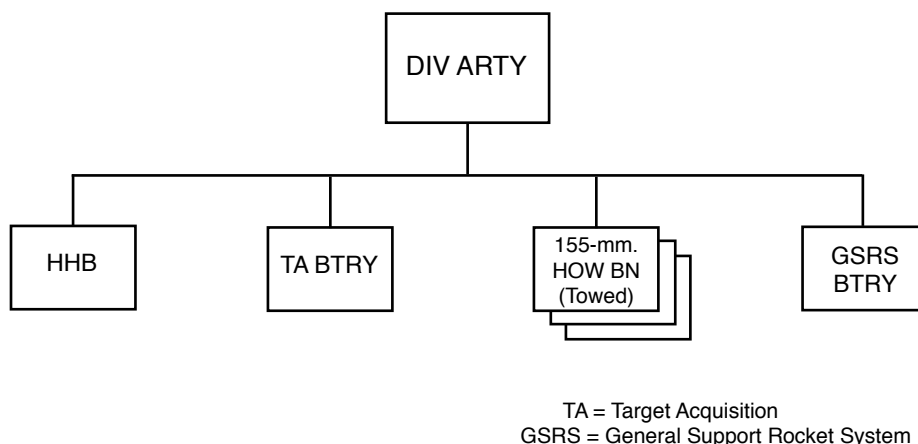 DIV ARTY
HHB
TA BTRY
155-mm.
HOW BN
(Towed)
GSRS
BTRY
TA = Target Acquisition
GSRS = General Support Rocket System